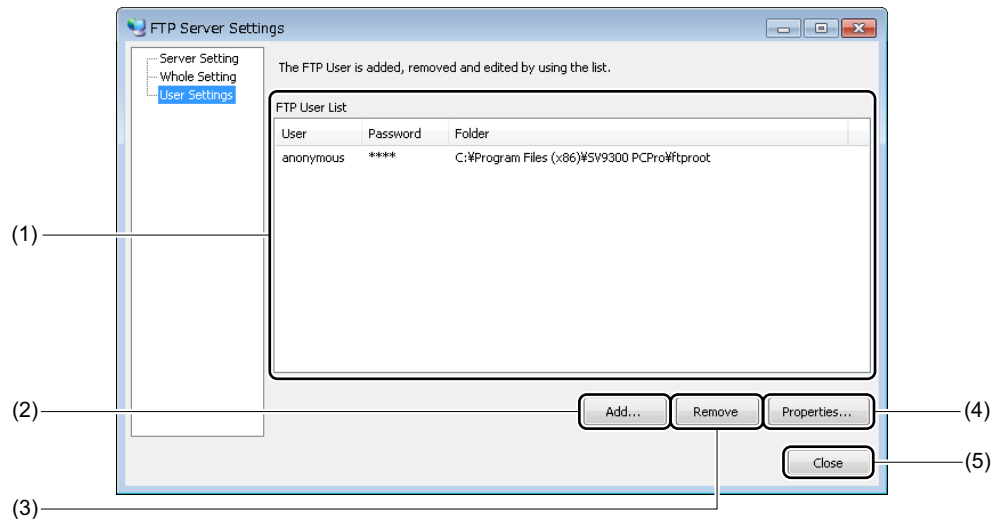 FTP Server Settings
Server Setting
Whole Setting
User Settings
The FTP User is added, removed and edited by using the list.
FTP User List
User Password Folder
anonymous **** C:¥Program Files (x86)¥SV9300 PCPro¥ftproot
(1)
(2)
Add... Remove Properties...
(4)
Close
(5)
(3)